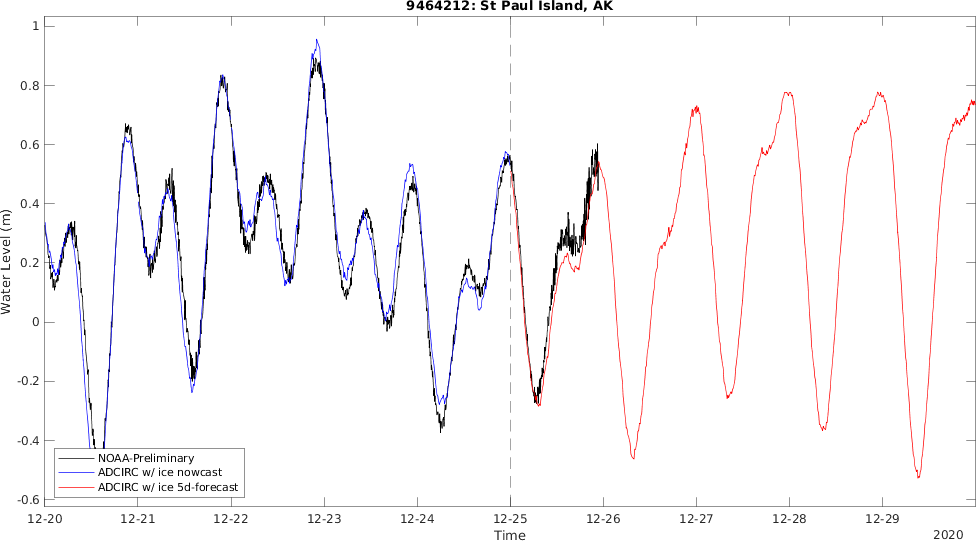 9464212: St Paul Island, AK
Water Level (m)
1
0.8
0.6
0.4
0.2
0
-0.2
-0.4
-0.6
NOAA-Preliminary
ADCIRC w/ ice nowcast
ADCIRC w/ ice 5d-forecast
12-20 12-21 12-22 12-23 12-24 12-25 12-26 12-27 12-28 12-29
Time
2020